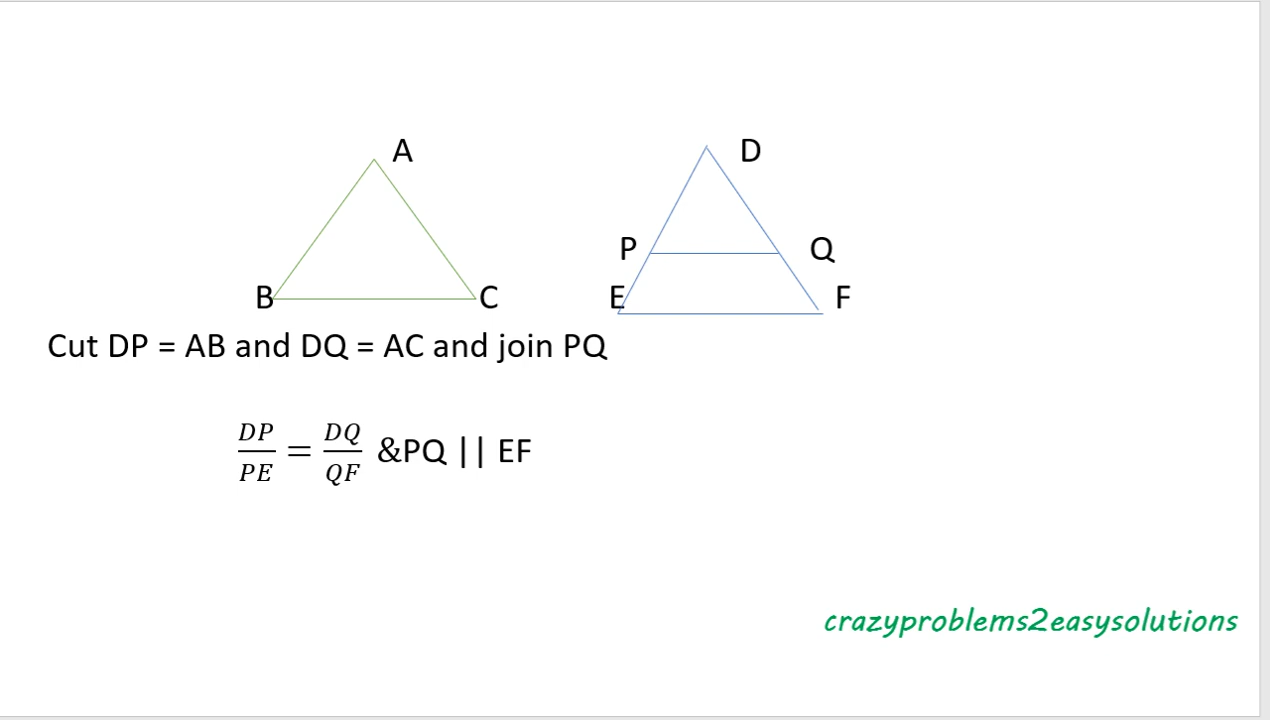 A
D
P
Q
B
C
E
F
Cut DP = AB and DQ = AC and join PQ
DP/PE = DQ/QF &PQ || EF
crazyproblems2easysolutions